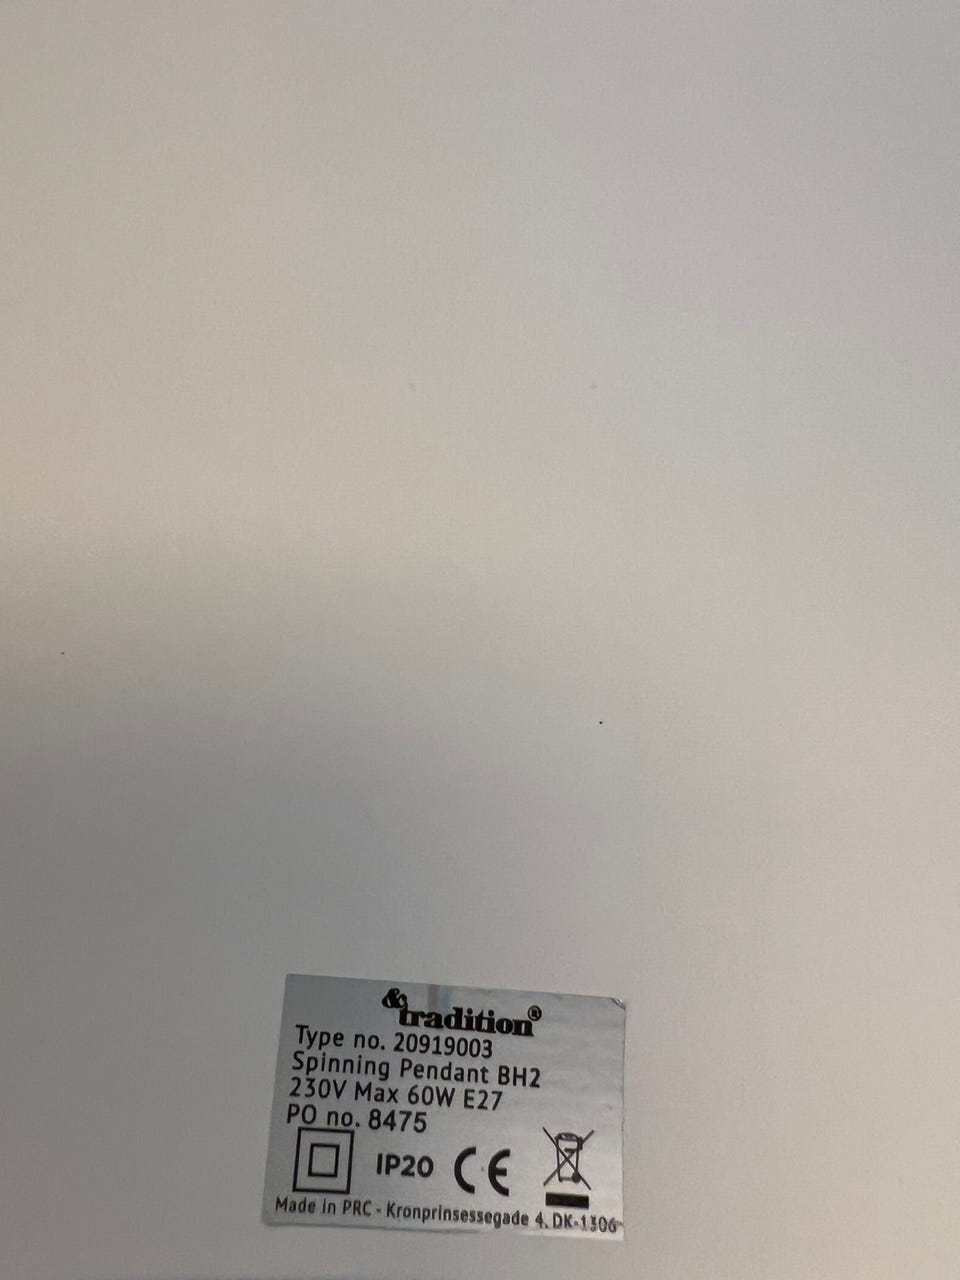 &tradition®
Type no. 20919003
Spinning Pendant BH2
230V Max 60W E27
PO no. 8475
IP20 CE
Made in PRC - Kronprinsessegade 4, DK-1306